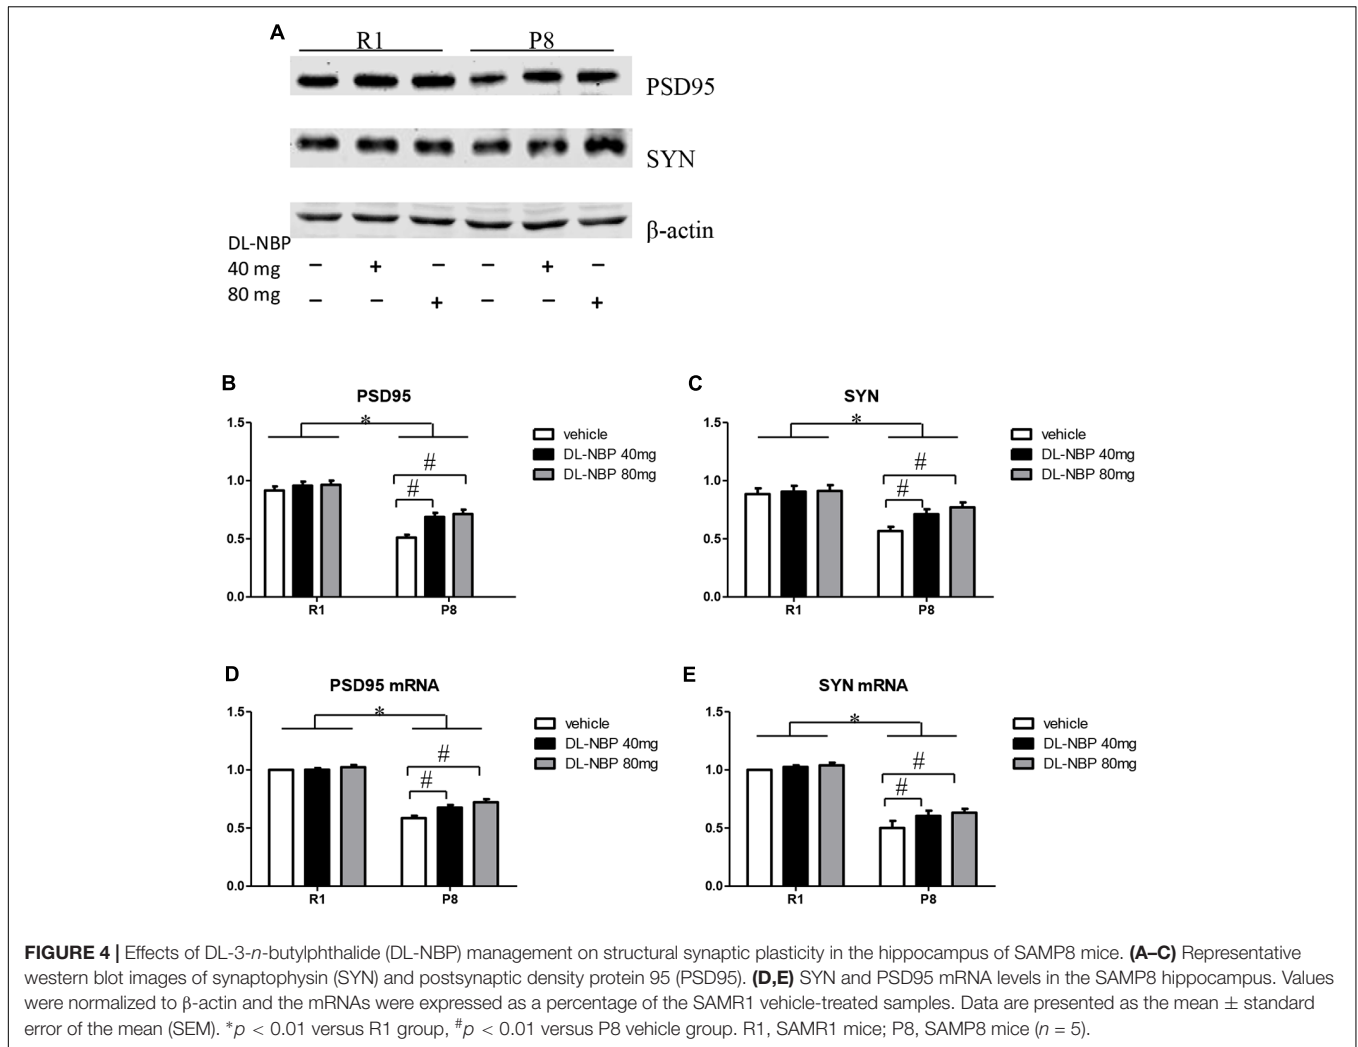 A
R1 P8
PSD95
SYN
β-actin
DL-NBP
40 mg − + − − + −
80 mg − − + − − +
B
PSD95
1.5
1.0
0.5
0.0
*
#
#
R1 P8
vehicle
DL-NBP 40mg
DL-NBP 80mg
C
SYN
1.5
1.0
0.5
0.0
*
#
#
R1 P8
vehicle
DL-NBP 40mg
DL-NBP 80mg
D
PSD95 mRNA
1.5
1.0
0.5
0.0
*
#
#
R1 P8
vehicle
DL-NBP 40mg
DL-NBP 80mg
E
SYN mRNA
1.5
1.0
0.5
0.0
*
#
#
R1 P8
vehicle
DL-NBP 40mg
DL-NBP 80mg
FIGURE 4 | Effects of DL-3-n-butylphthalide (DL-NBP) management on structural synaptic plasticity in the hippocampus of SAMP8 mice. (A–C) Representative
western blot images of synaptophysin (SYN) and postsynaptic density protein 95 (PSD95). (D,E) SYN and PSD95 mRNA levels in the SAMP8 hippocampus. Values
were normalized to β-actin and the mRNAs were expressed as a percentage of the SAMR1 vehicle-treated samples. Data are presented as the mean ± standard
error of the mean (SEM). *p < 0.01 versus R1 group, #p < 0.01 versus P8 vehicle group. R1, SAMR1 mice; P8, SAMP8 mice (n = 5).